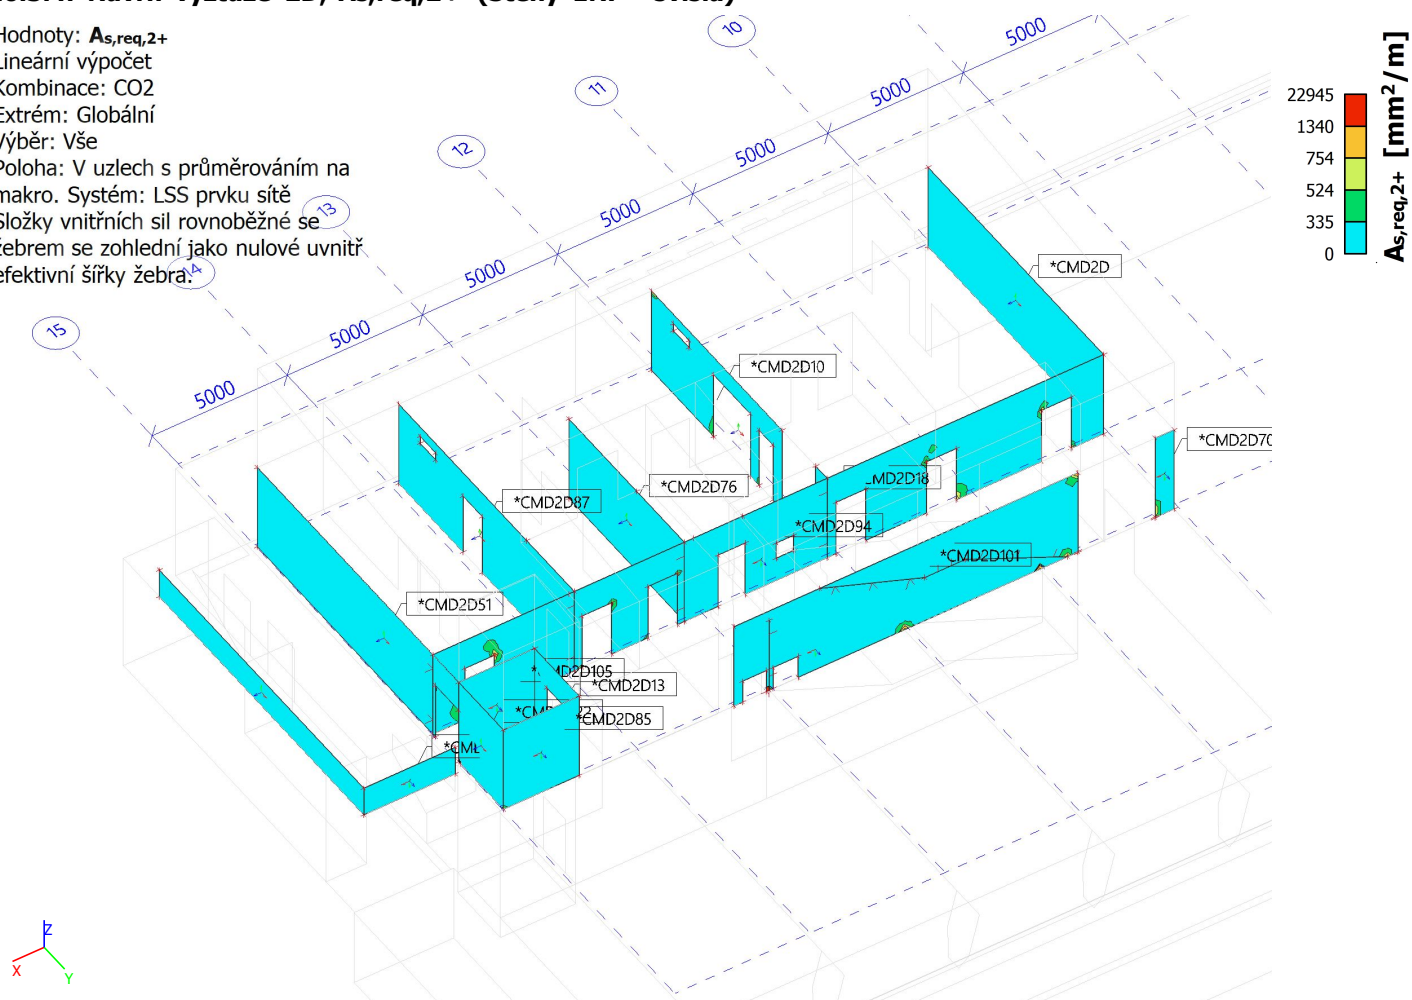 Hodnoty: As,req,2+
Lineární výpočet
Kombinace: CO2
Extrém: Globální
Výběr: Vše
Poloha: V uzlech s průměrováním na
makro. Systém: LSS prvku sítě
Složky vnitřních sil rovnoběžné se
žebrem se zohlední jako nulové uvnitř
efektivní šířky žebra.
10
11
12
13
14
15
5000
5000
5000
5000
5000
5000
5000
22945
1340
754
524
335
0
As,req,2+ [mm²/m]
*CMD2D
*CMD2D10
*CMD2D70
*CMD2D76
MD2D18
*CMD2D87
*CMD2D94
*CMD2D101
*CMD2D51
D2D105
*CMD2D13
*CMD2D85
Z
X
Y